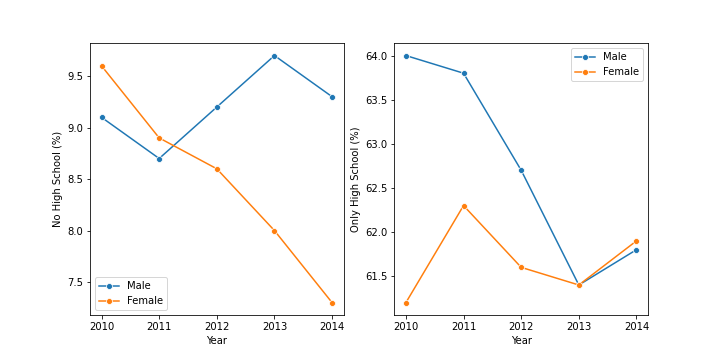 No High School (%)
9.5
9.0
8.5
8.0
7.5
Male
Female
2010 2011 2012 2013 2014
Year
Only High School (%)
64.0
63.5
63.0
62.5
62.0
61.5
Male
Female
2010 2011 2012 2013 2014
Year